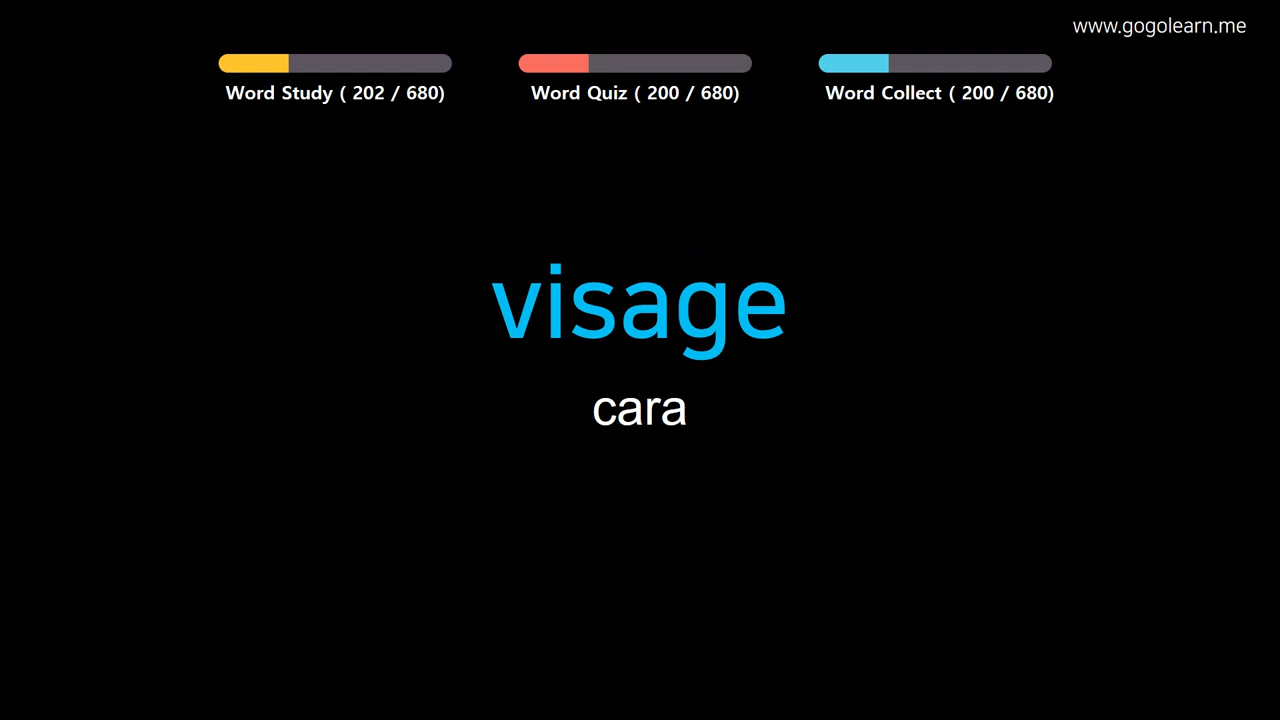 www.gogolearn.me
Word Study ( 202 / 680)
Word Quiz ( 200 / 680)
Word Collect ( 200 / 680)
visage
cara